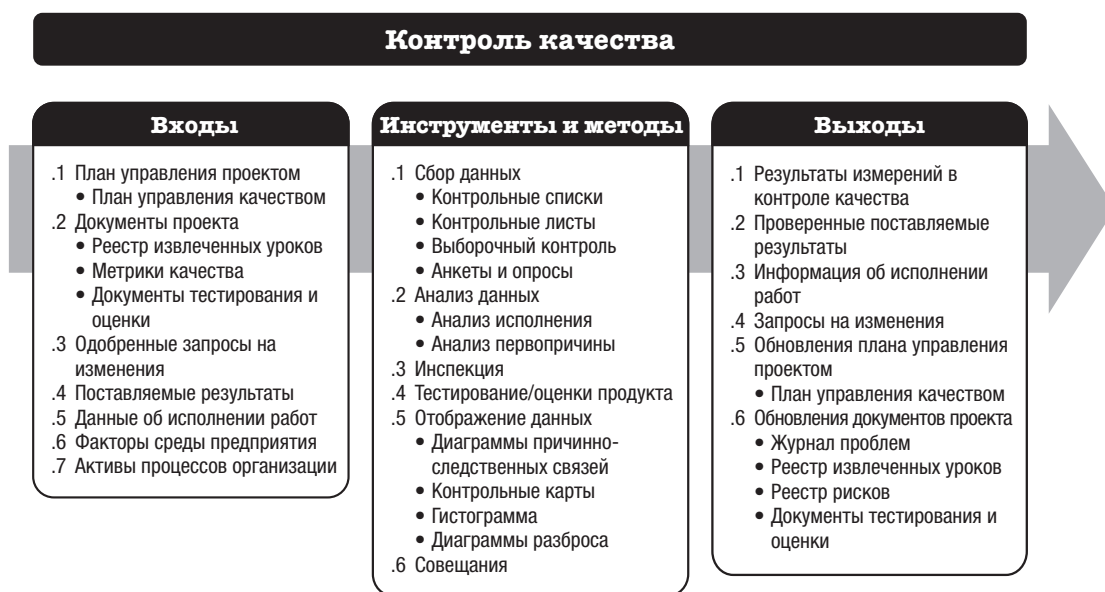 Контроль качества
Входы
.1 План управления проектом
• План управления качеством
.2 Документы проекта
• Реестр извлеченных уроков
• Метрики качества
• Документы тестирования и
оценки
.3 Одобренные запросы на
изменения
.4 Поставляемые результаты
.5 Данные об исполнении работ
.6 Факторы среды предприятия
.7 Активы процессов организации
Инструменты и методы
.1 Сбор данных
• Контрольные списки
• Контрольные листы
• Выборочный контроль
• Анкеты и опросы
.2 Анализ данных
• Анализ исполнения
• Анализ первопричины
.3 Инспекция
.4 Тестирование/оценки продукта
.5 Отображение данных
• Диаграммы причинно-
следственных связей
• Контрольные карты
• Гистограмма
• Диаграммы разброса
.6 Совещания
Выходы
.1 Результаты измерений в
контроле качества
.2 Проверенные поставляемые
результаты
.3 Информация об исполнении
работ
.4 Запросы на изменения
.5 Обновления плана управления
проектом
• План управления качеством
.6 Обновления документов проекта
• Журнал проблем
• Реестр извлеченных уроков
• Реестр рисков
• Документы тестирования и
оценки